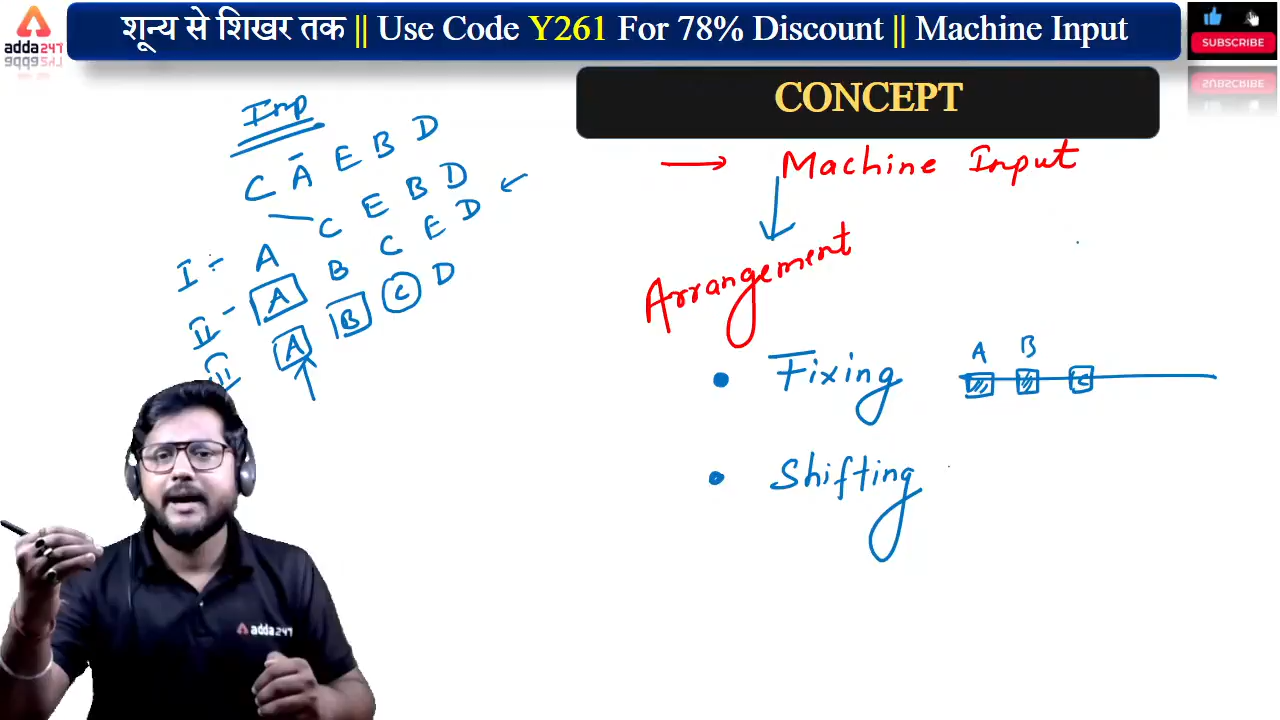 adda247
शून्य से शिखर तक || Use Code Y261 For 78% Discount || Machine Input
SUBSCRIBE
CONCEPT
Inp
C A E B D
I :- A C E B D
II - A B C E D
III A B C D
→ Machine Input
Arrangement
• Fixing
A B
C
• Shifting
adda247